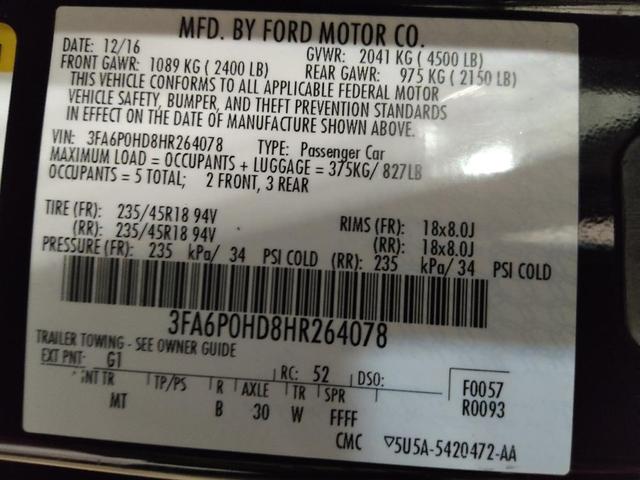 MFD. BY FORD MOTOR CO.
DATE: 12/16 GVWR: 2041 KG ( 4500 LB)
FRONT GAWR: 1089 KG ( 2400 LB) REAR GAWR: 975 KG ( 2150 LB)
THIS VEHICLE CONFORMS TO ALL APPLICABLE FEDERAL MOTOR
VEHICLE SAFETY, BUMPER, AND THEFT PREVENTION STANDARDS
IN EFFECT ON THE DATE OF MANUFACTURE SHOWN ABOVE.
VIN: 3FA6P0HD8HR264078 TYPE: Passenger Car
MAXIMUM LOAD = OCCUPANTS + LUGGAGE = 375KG/ 827LB
OCCUPANTS = 5 TOTAL; 2 FRONT, 3 REAR
TIRE (FR): 235/45R18 94V RIMS (FR): 18x8.0J
(RR): 235/45R18 94V (RR): 18x8.0J
PRESSURE (FR): 235 kPa/ 34 PSI COLD (RR): 235 kPa/ 34 PSI COLD
3FA6P0HD8HR264078
TRAILER TOWING - SEE OWNER GUIDE
EXT PNT: G1 RC: 52 DSO:
INT TR TP/PS R AXLE TR SPR F0057
MT B 30 W FFFF R0093
CMC ▽5U5A-5420472-AA